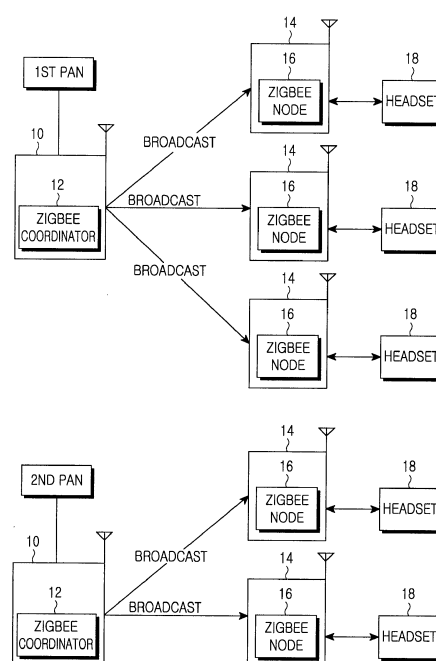 14
16
18
1ST PAN
ZIGBEE
NODE
HEADSET
10
BROADCAST
14
12
16
18
BROADCAST
ZIGBEE
COORDINATOR
ZIGBEE
NODE
HEADSET
BROADCAST
14
16
18
ZIGBEE
NODE
HEADSET
14
2ND PAN
16
18
ZIGBEE
NODE
HEADSET
10
BROADCAST
14
12
16
18
BROADCAST
ZIGBEE
COORDINATOR
ZIGBEE
NODE
HEADSET